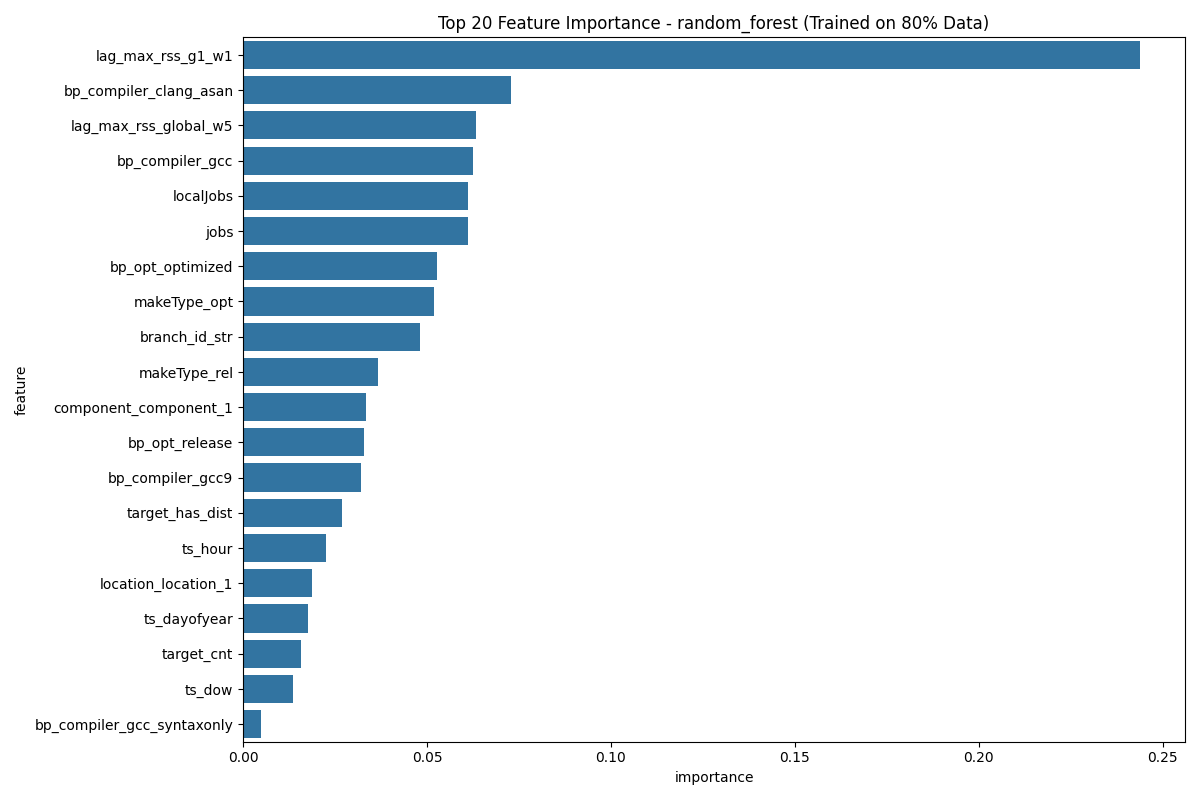 Top 20 Feature Importance - random_forest (Trained on 80% Data)
lag_max_rss_g1_w1
bp_compiler_clang_asan
lag_max_rss_global_w5
bp_compiler_gcc
localJobs
jobs
bp_opt_optimized
makeType_opt
branch_id_str
makeType_rel
component_component_1
bp_opt_release
bp_compiler_gcc9
target_has_dist
ts_hour
location_location_1
ts_dayofyear
target_cnt
ts_dow
bp_compiler_gcc_syntaxonly
feature
0.00 0.05 0.10 0.15 0.20 0.25
importance